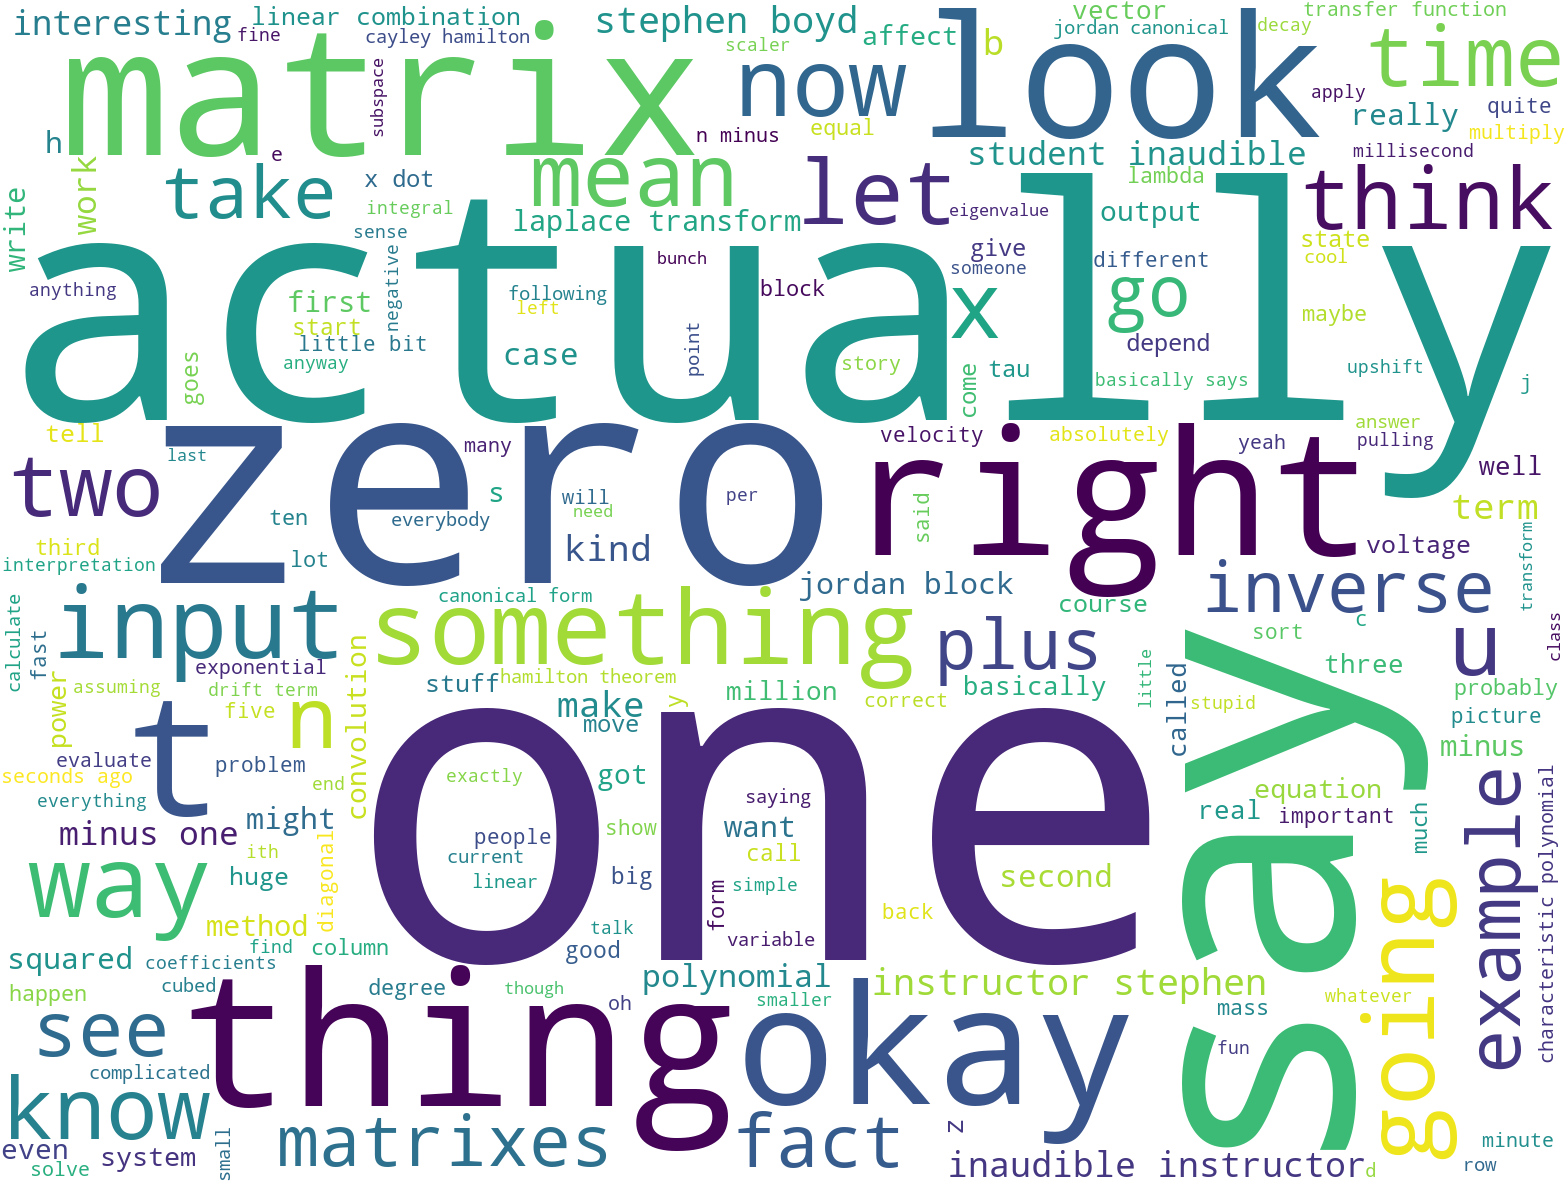 interesting
linear combination
fine
cayley hamilton
stephen boyd
scaler
affect
vector
b
jordan canonical
decay
transfer function
matrix
now
look
time
subspace
h
n minus
equal
apply
really
quite
multiply
e
work
take
x dot
mean
let
student inaudible
millisecond
lambda
think
write
integral
sense
laplace transform
eigenvalue
output
give
state
cool
someone
different
bunch
actually
anything
first
start
negative
following
left
block
x
go
maybe
little bit
case
anyway
goes
point
story
depend
come
tau
basically says
upshift
j
tell
zero
many
velocity
right
absolutely
yeah
answer
pulling
last
two
s
will
per
well
ten
everybody
need
said
term
third
lot
kind
voltage
interpretation
transform
input
canonical form
something
jordan block
course
inverse
c
calculate
fast
plus
sort
u
class
exponential
convolution
hamilton theorem
three
power
assuming
drift term
stuff
million
y
correct
basically
little
called
stupid
probably
t
n
five
make
move
picture
evaluate
problem
one
say
minus
seconds ago
end
exactly
got
everything
saying
equation
real
important
much
example
characteristic polynomial
minus one
might
people
show
want
way
ith
diagonal
current
call
huge
linear
big
simple
second
going
form
method
talk
back
find
column
good
variable
squared
coefficients
cubed
thing
degree
polynomial
instructor stephen
happen
though
oh
smaller
okay
mass
whatever
see
fun
complicated
know
matrixes
fact
z
even
system
small
solve
inaudible instructor
d
minute
row